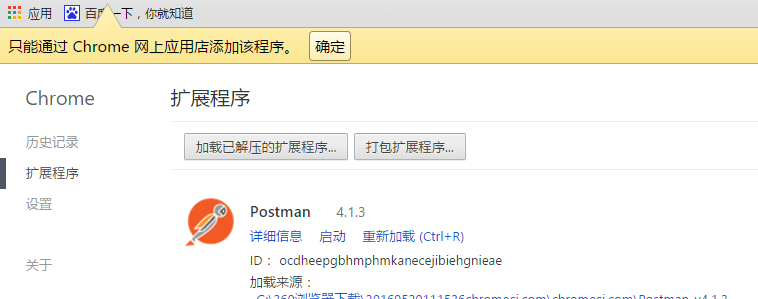 应用 百度一下，你就知道
只能通过 Chrome 网上应用店添加该程序。 确定
Chrome
扩展程序
历史记录
扩展程序
设置
关于
加载已解压的扩展程序... 打包扩展程序...
Postman 4.1.3
详细信息 启动 重新加载 (Ctrl+R)
ID： ocdheepgbhmphmkanecejibiehgnieae
加载来源：